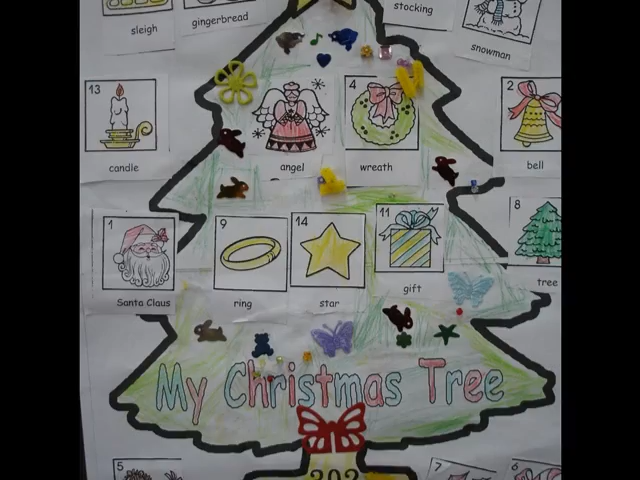 sleigh
gingerbread
stocking
snowman
13
candle
angel
4
wreath
2
bell
1
Santa Claus
9
ring
14
star
11
gift
8
tree
My Christmas Tree
5
202
7
6